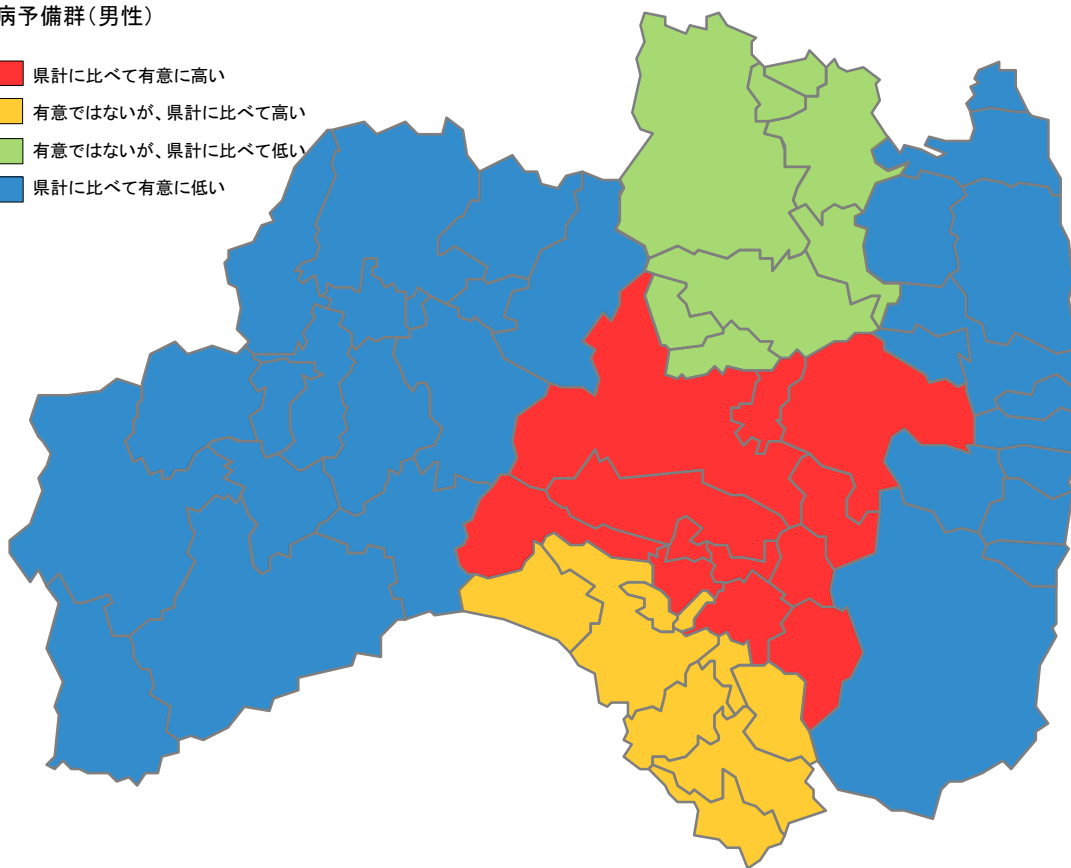 病予備群（男性）
県計に比べて有意に高い
有意ではないが、県計に比べて高い
有意ではないが、県計に比べて低い
県計に比べて有意に低い